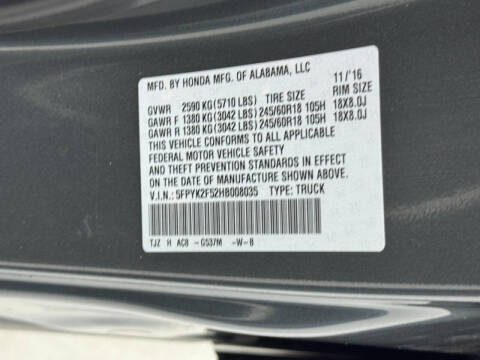 MFD. BY HONDA MFG. OF ALABAMA, LLC 11/'16
GVWR 2590 KG (5710 LBS) TIRE SIZE RIM SIZE
GAWR F 1380 KG (3042 LBS) 245/60R18 105H 18X8.0J
GAWR R 1380 KG (3042 LBS) 245/60R18 105H 18X8.0J
THIS VEHICLE CONFORMS TO ALL APPLICABLE
FEDERAL MOTOR VEHICLE SAFETY
AND THEFT PREVENTION STANDARDS IN EFFECT
ON THE DATE OF MANUFACTURE SHOWN ABOVE.
V.I.N.: 5FPYK2F52HB008035 TYPE: TRUCK
TJZ H AC8 -G537M -W-B